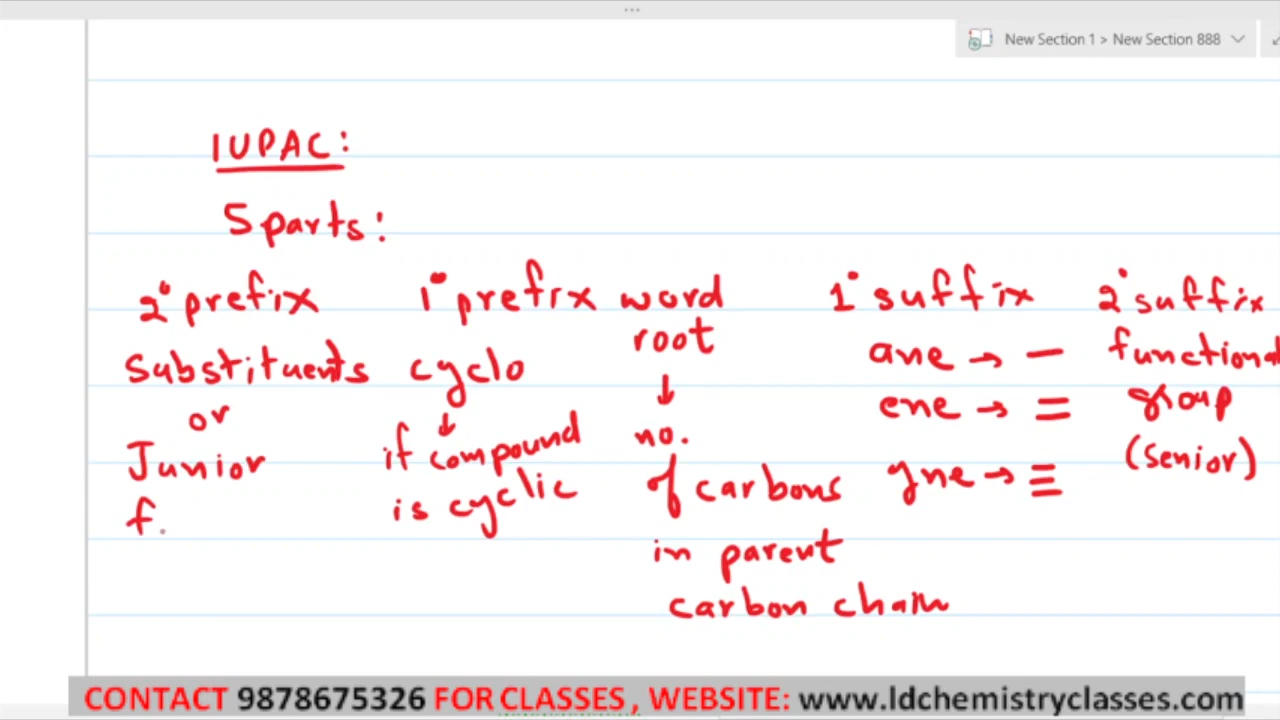 New Section 1 > New Section 888
IUPAC:
5 parts:
2° prefix
Substituents
or
Junior
f.
1° prefix
cyclo
↓
if compound
is cyclic
word
root
↓
no.
of carbons
in parent
carbon chain
1° suffix
ane → —
ene → =
yne → ≡
2° suffix
functional
group
(senior)
CONTACT 9878675326 FOR CLASSES , WEBSITE: www.ldchemistryclasses.com